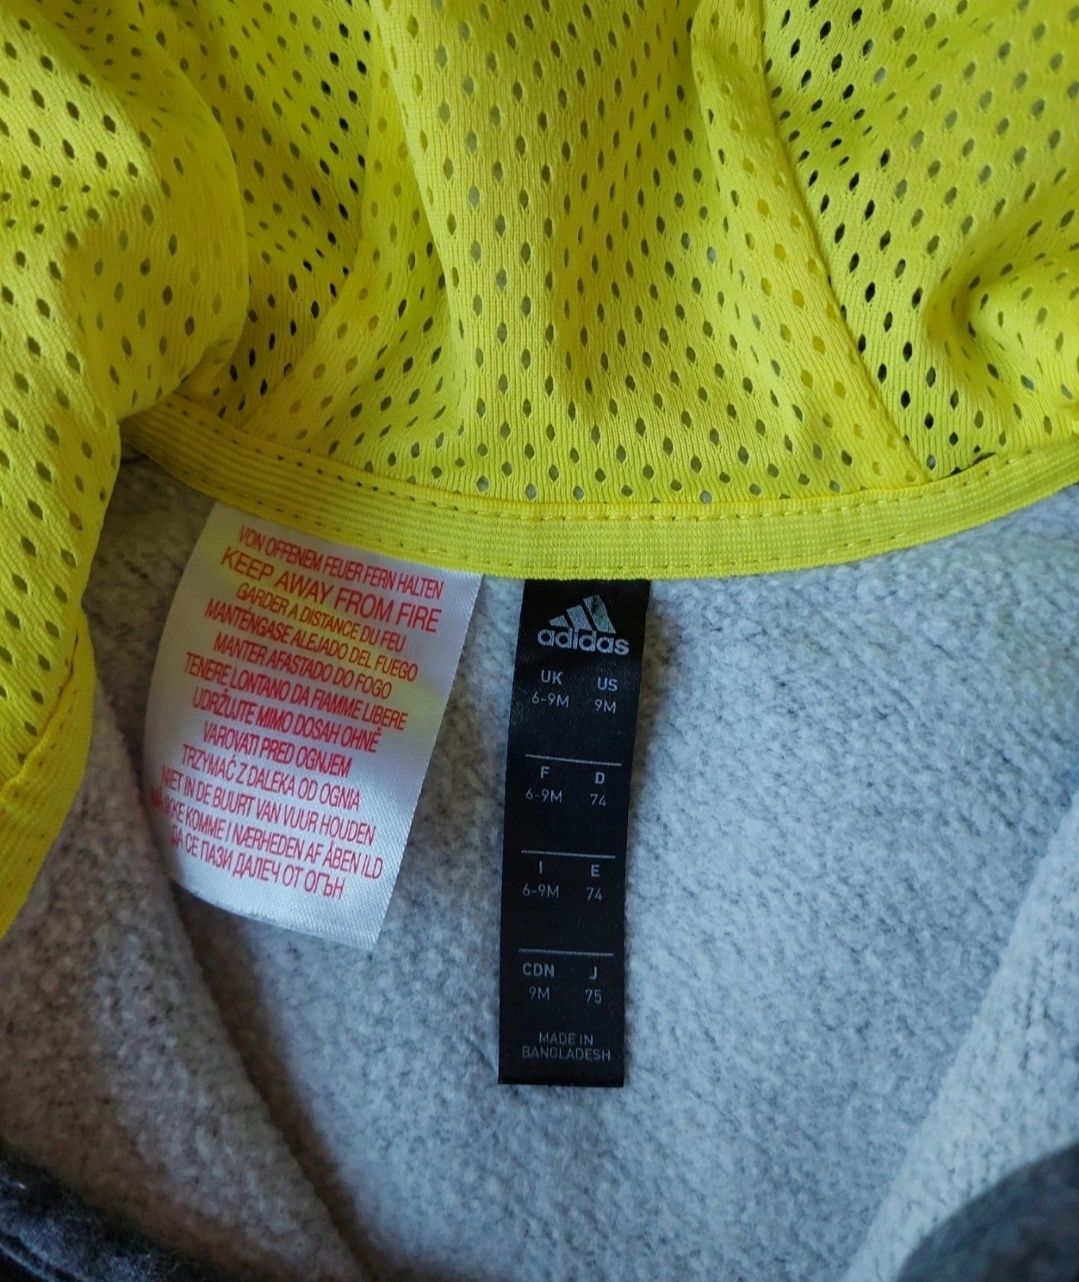 VON OFFENEM FEUER FERN HALTEN
KEEP AWAY FROM FIRE
GARDER A DISTANCE DU FEU
MANTÉNGASE ALEJADO DEL FUEGO
MANTER AFASTADO DO FOGO
TENERE LONTANO DA FIAMME LIBERE
UDRŽUJTE MIMO DOSAH OHNĚ
VAROVATI PRED OGNJEM
TRZYMAĆ Z DALEKA OD OGNIA
NIET IN DE BUURT VAN VUUR HOUDEN
MÅ IKKE KOMME I NÆRHEDEN AF ÅBEN ILD
ДА СЕ ПАЗИ ДАЛЕЧ ОТ ОГЪН
adidas
UK US
6-9M 9M
F D
6-9M 74
I E
6-9M 74
CDN J
9M 75
MADE IN
BANGLADESH